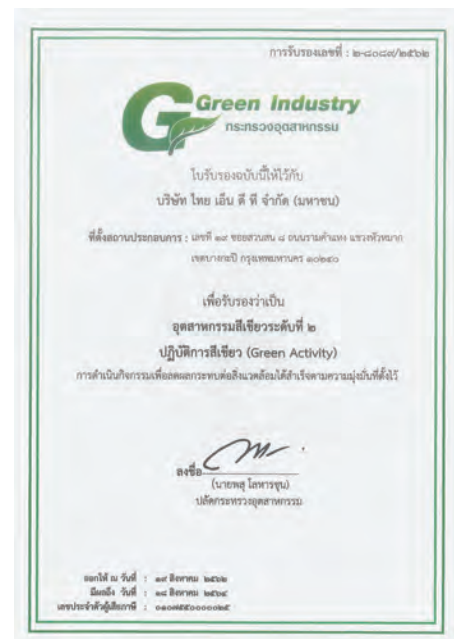 การรับรองเลขที่ : ๒-๘๐๘๙/๒๕๖๒
Green Industry
กระทรวงอุตสาหกรรม
ใบรับรองฉบับนี้ให้ไว้กับ
บริษัท ไทย เอ็น ดี ที จำกัด (มหาชน)
ที่ตั้งสถานประกอบการ : เลขที่ ๑๙ ซอยสวนสน ๘ ถนนรามคำแหง แขวงหัวหมาก
เขตบางกะปิ กรุงเทพมหานคร ๑๐๒๔๐
เพื่อรับรองว่าเป็น
อุตสาหกรรมสีเขียวระดับที่ ๒
ปฏิบัติการสีเขียว (Green Activity)
การดำเนินกิจกรรมเพื่อลดผลกระทบต่อสิ่งแวดล้อมได้สำเร็จตามความมุ่งมั่นที่ตั้งไว้
ลงชื่อ
(นายพสุ โลหารชุน)
ปลัดกระทรวงอุตสาหกรรม
ออกให้ ณ วันที่ : ๑๙ สิงหาคม ๒๕๖๒
มีผลถึง วันที่ : ๑๘ สิงหาคม ๒๕๖๕
เลขประจำตัวผู้เสียภาษี :